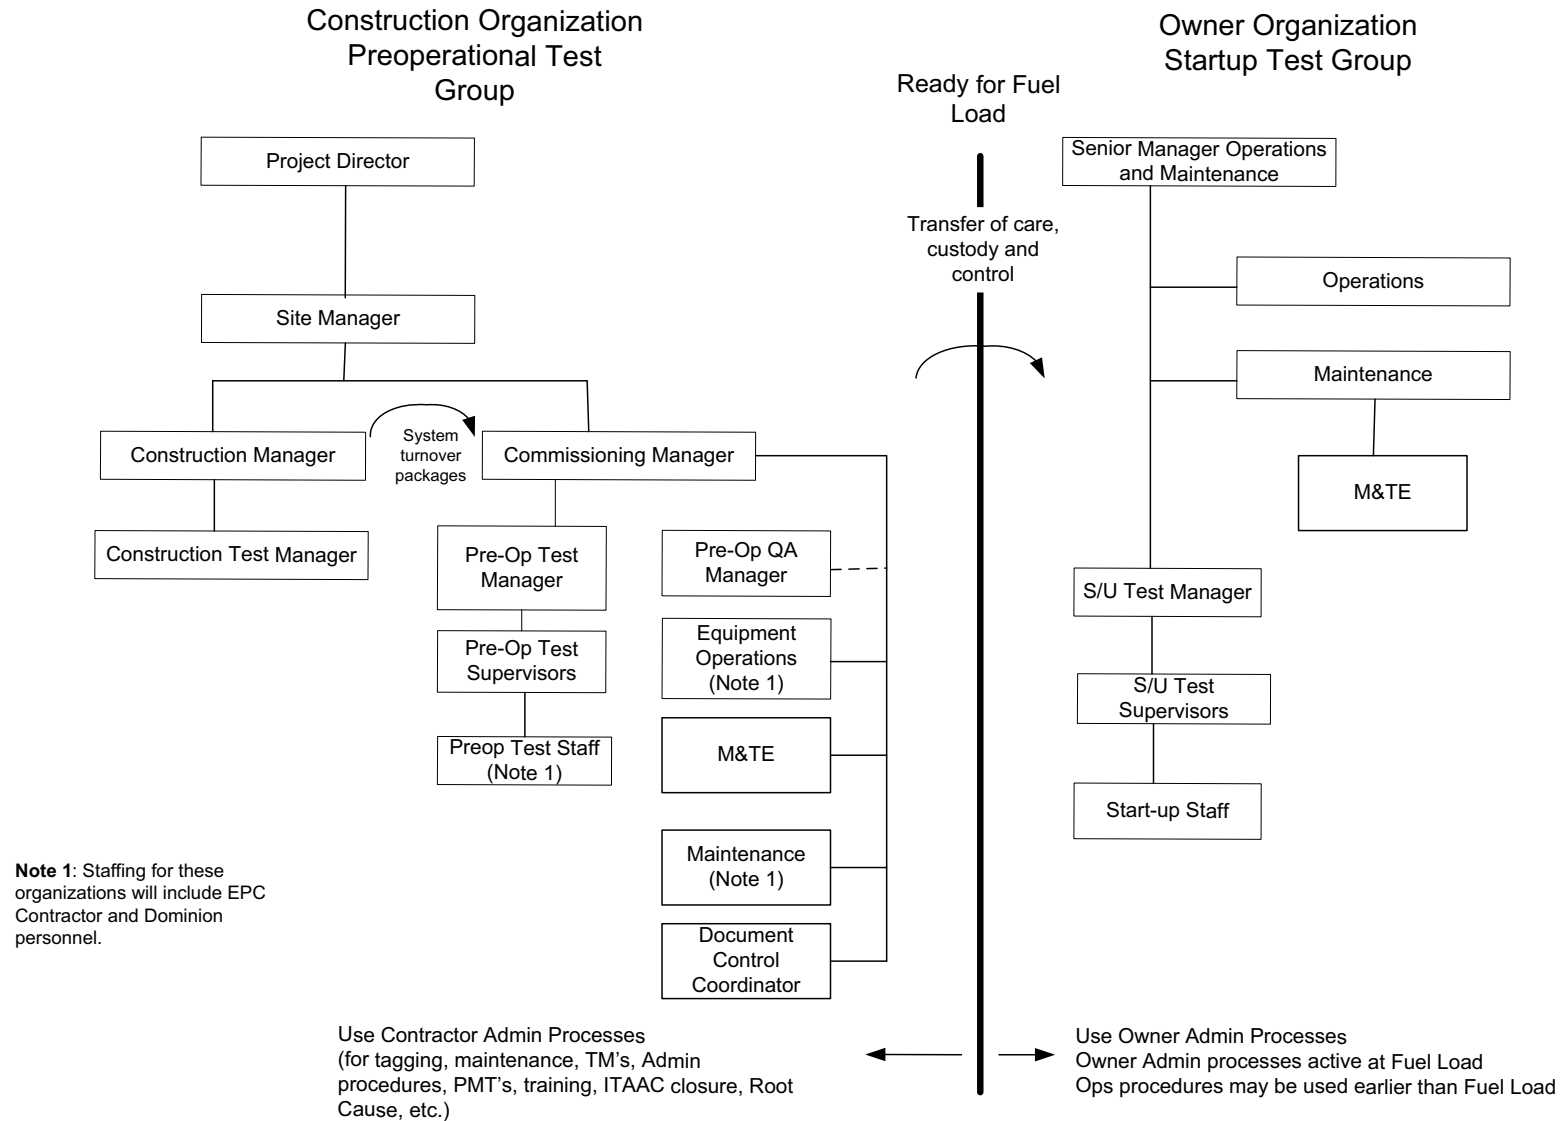 Construction Organization
Preoperational Test
Group
Owner Organization
Startup Test Group
Ready for Fuel
Load
Project Director
Senior Manager Operations
and Maintenance
Transfer of care,
custody and
control
Operations
Site Manager
Maintenance
Construction Manager
System
turnover
packages
Commissioning Manager
M&TE
Construction Test Manager
Pre-Op Test
Manager
Pre-Op QA
Manager
S/U Test Manager
Pre-Op Test
Supervisors
Equipment
Operations
(Note 1)
S/U Test
Supervisors
Preop Test Staff
(Note 1)
M&TE
Start-up Staff
Maintenance
(Note 1)
Note 1: Staffing for these
organizations will include EPC
Contractor and Dominion
personnel.
Document
Control
Coordinator
Use Contractor Admin Processes
(for tagging, maintenance, TM's, Admin
procedures, PMT's, training, ITAAC closure, Root
Cause, etc.)
Use Owner Admin Processes
Owner Admin processes active at Fuel Load
Ops procedures may be used earlier than Fuel Load